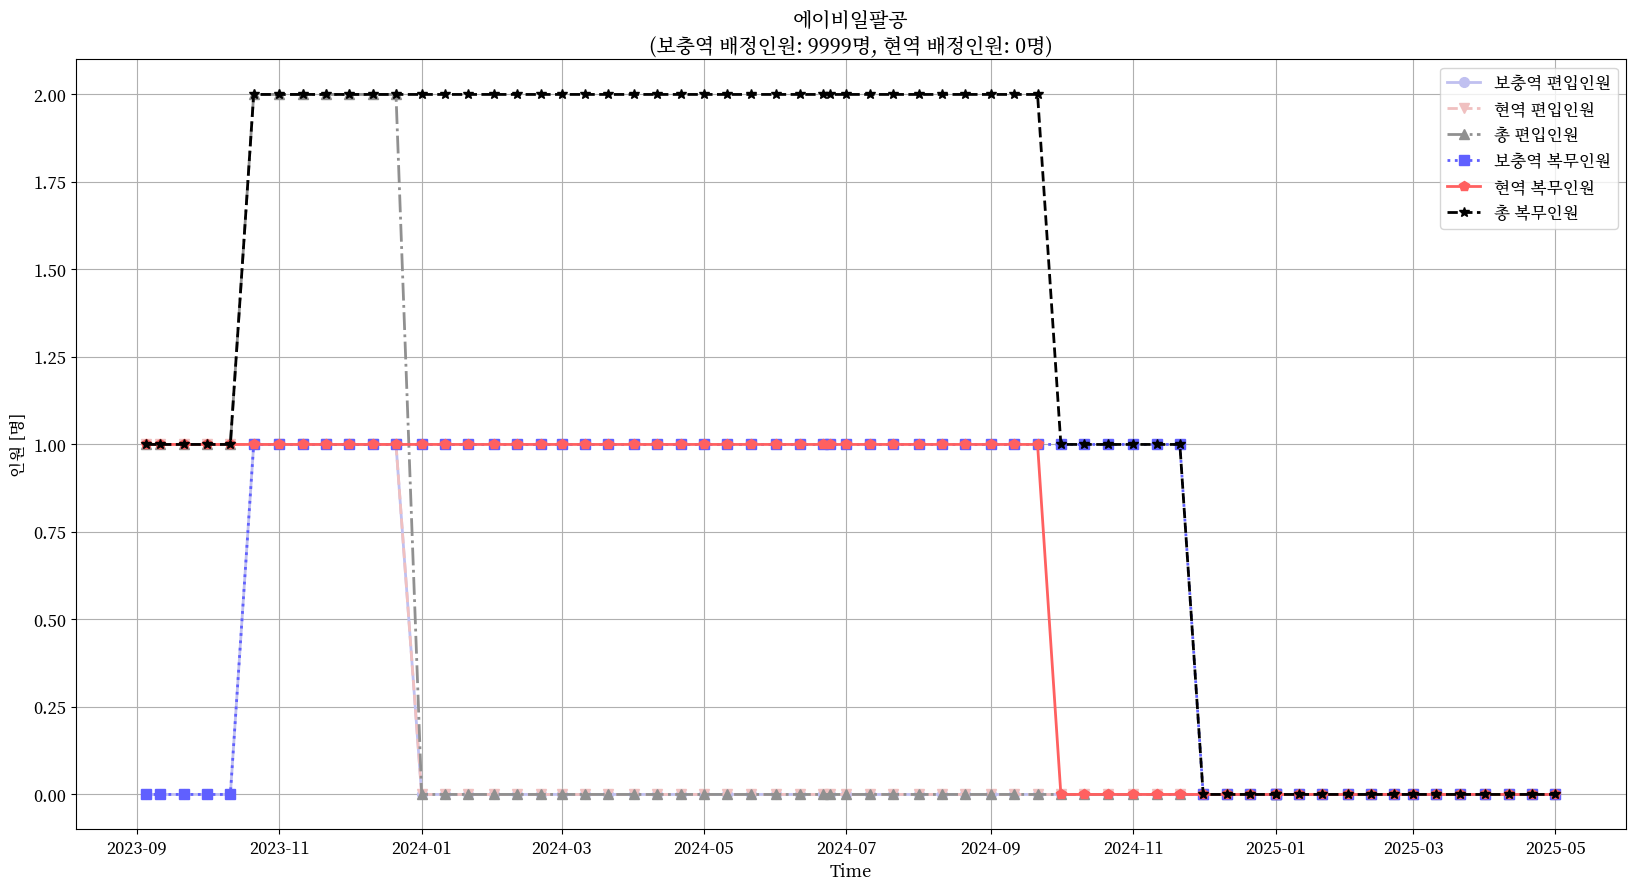 에이비일팔공
(보충역 배정인원: 9999명, 현역 배정인원: 0명)
보충역 편입인원
현역 편입인원
총 편입인원
보충역 복무인원
현역 복무인원
총 복무인원
인원 [명]
2.00
1.75
1.50
1.25
1.00
0.75
0.50
0.25
0.00
2023-09
2023-11
2024-01
2024-03
2024-05
2024-07
2024-09
2024-11
2025-01
2025-03
2025-05
Time